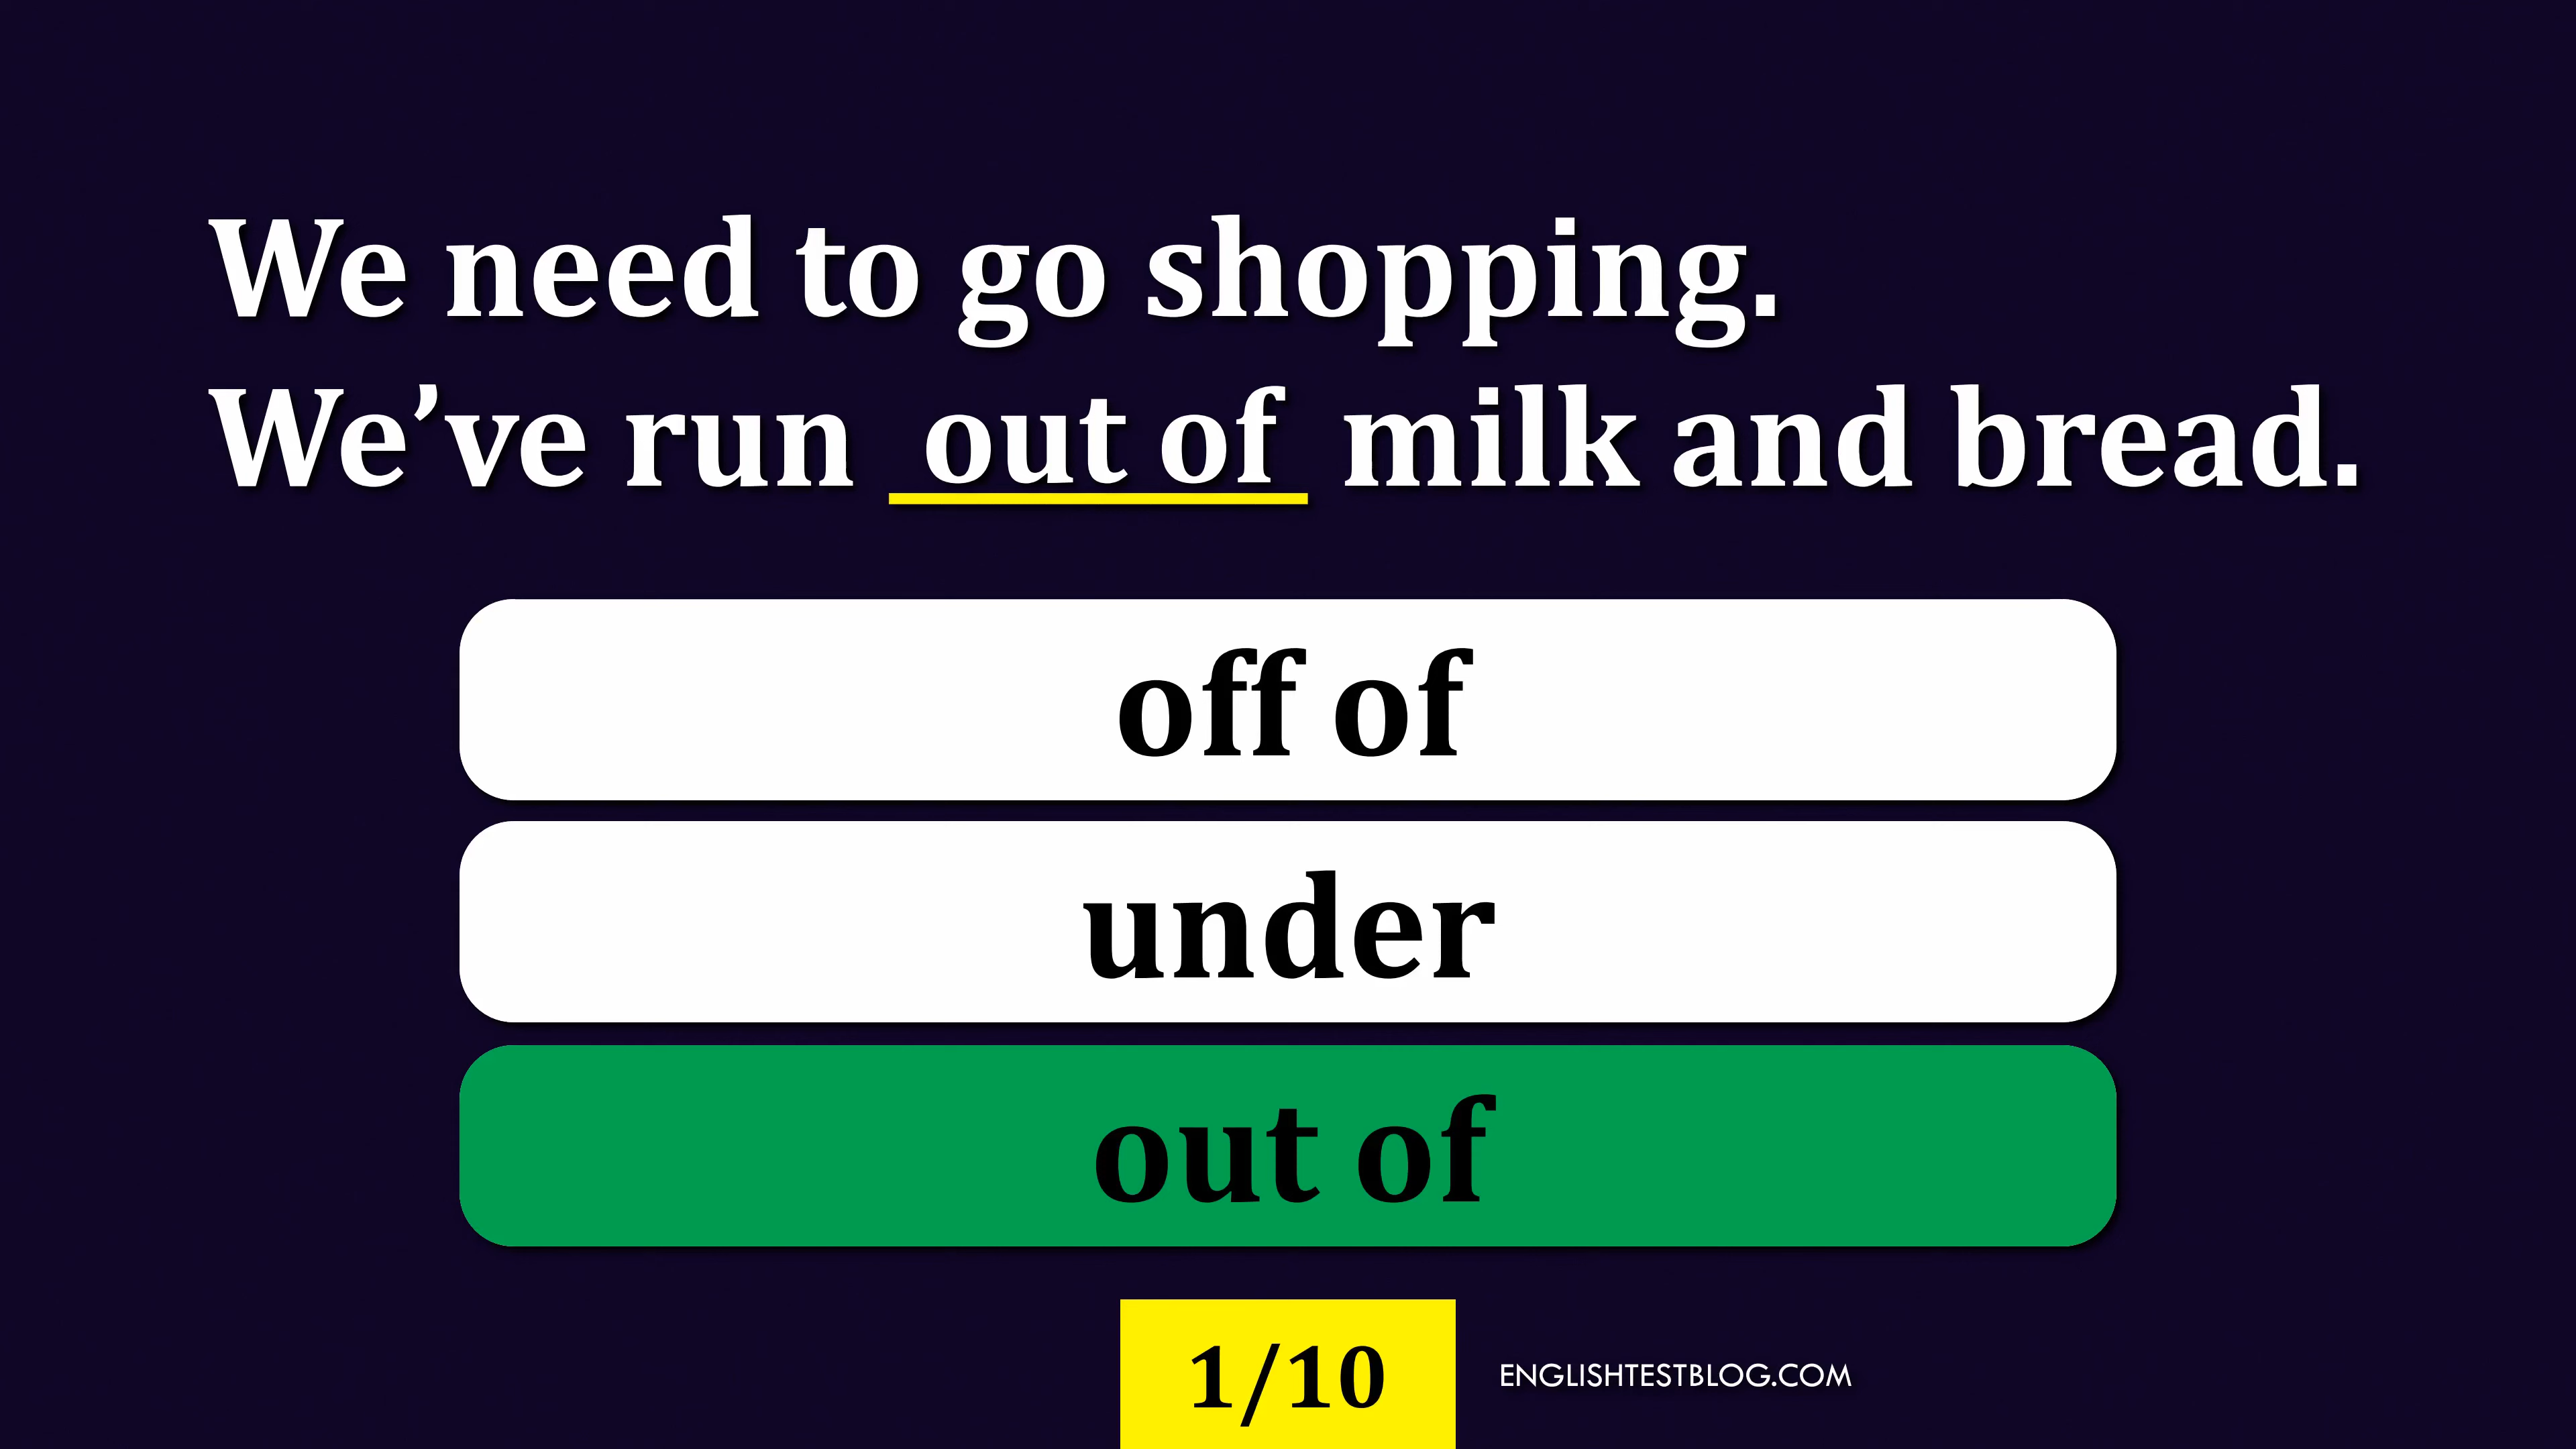 We need to go shopping.
We’ve run out of milk and bread.
off of
under
out of
1/10
ENGLISHTESTBLOG.COM